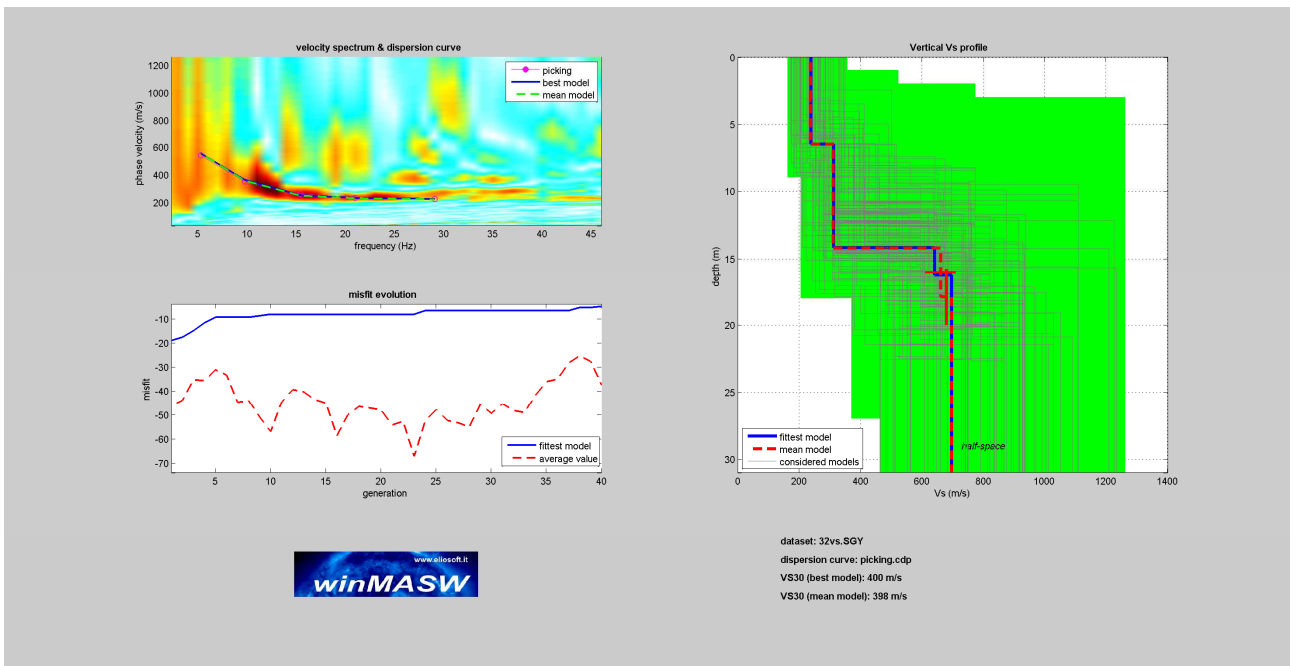 velocity spectrum & dispersion curve
1200
1000
800
600
400
200
phase velocity (m/s)
picking
best model
mean model
5 10 15 20 25 30 35 40 45
frequency (Hz)
misfit evolution
-10
-20
-30
-40
-50
-60
-70
misfit
fittest model
average value
5 10 15 20 25 30 35 40
generation
www.eliosoft.it
winMASW
Vertical Vs profile
0
5
10
15
20
25
30
depth (m)
half-space
fittest model
mean model
considered models
0 200 400 600 800 1000 1200 1400
Vs (m/s)
dataset: 32vs.SGY
dispersion curve: picking.cdp
VS30 (best model): 400 m/s
VS30 (mean model): 398 m/s